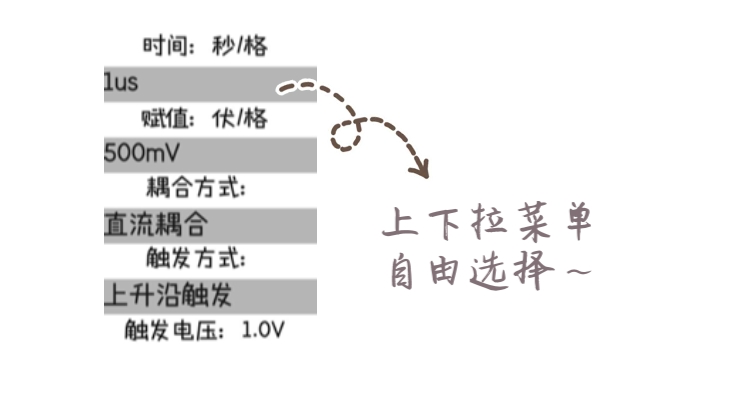 时间：秒/格
1us
赋值：伏/格
500mV
耦合方式：
直流耦合
触发方式：
上升沿触发
触发电压：1.0V
上下拉菜单
自由选择～